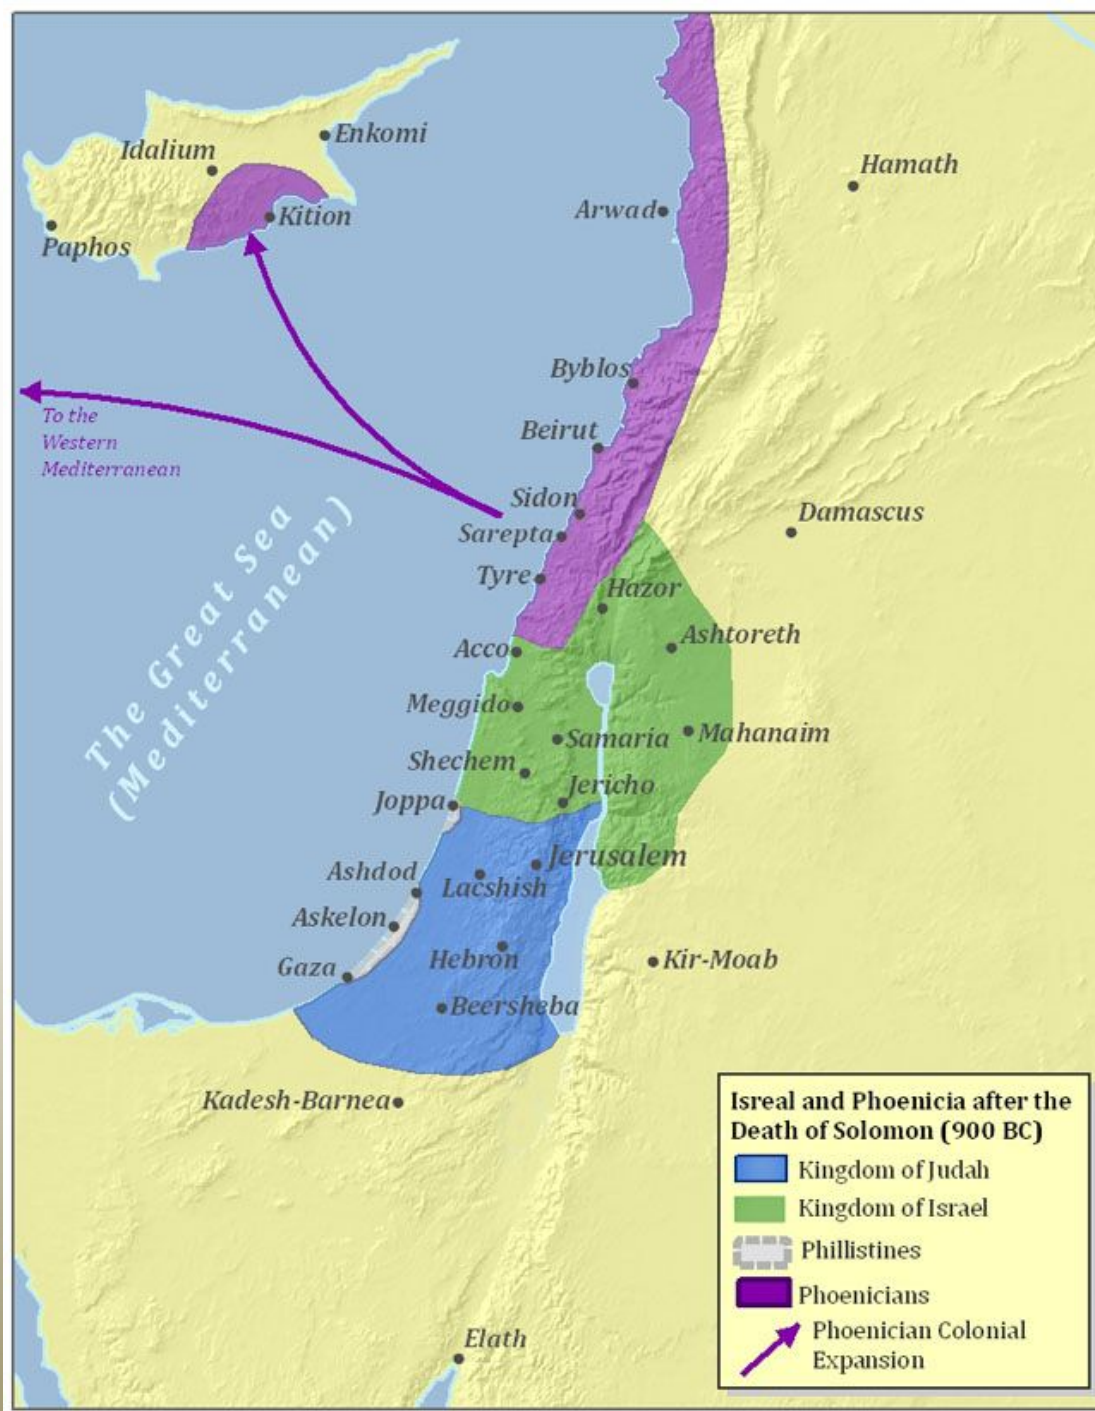 Enkomi
Idalium
Hamath
Arwad
Kition
Paphos
Byblos
To the
Western
Mediterranean
Beirut
Sidon
Damascus
Sarepta
The Great Sea
(Mediterranean)
Tyre
Hazor
Ashtoreth
Acco
Meggido
Samaria
Mahanaim
Shechem
Jericho
Joppa
Jerusalem
Ashdod
Lacshish
Askelon
Hebron
Kir-Moab
Gaza
Beersheba
Kadesh-Barnea
Isreal and Phoenicia after the
Death of Solomon (900 BC)
Kingdom of Judah
Kingdom of Israel
Phillistines
Phoenicians
Phoenician Colonial
Expansion
Elath